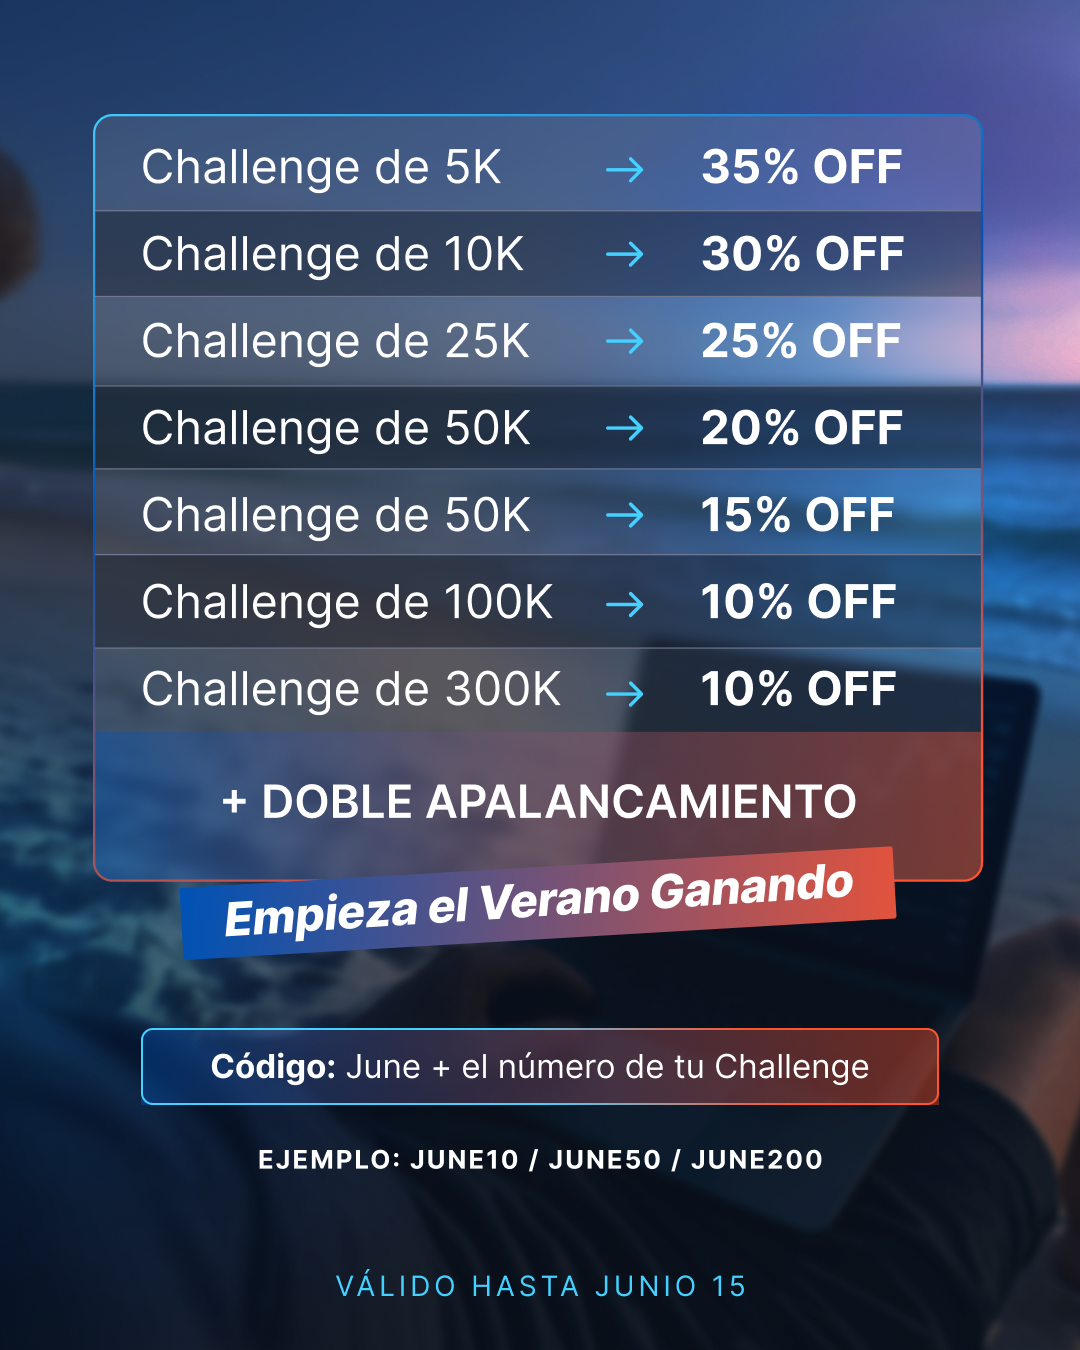 Challenge de 5K → 35% OFF
Challenge de 10K → 30% OFF
Challenge de 25K → 25% OFF
Challenge de 50K → 20% OFF
Challenge de 50K → 15% OFF
Challenge de 100K → 10% OFF
Challenge de 300K → 10% OFF
+ DOBLE APALANCAMIENTO
Empieza el Verano Ganando
Código: June + el número de tu Challenge
EJEMPLO: JUNE10 / JUNE50 / JUNE200
VÁLIDO HASTA JUNIO 15